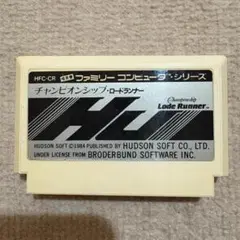 HFC-CR ファミリー コンピュータ・シリーズ
チャンピオンシップ・ロードランナー
Championship
Lode Runner
HUDSON SOFT © 1984 PUBLISHED BY HUDSON SOFT CO., LTD.
UNDER LICENSE FROM BRODERBUND SOFTWARE INC.